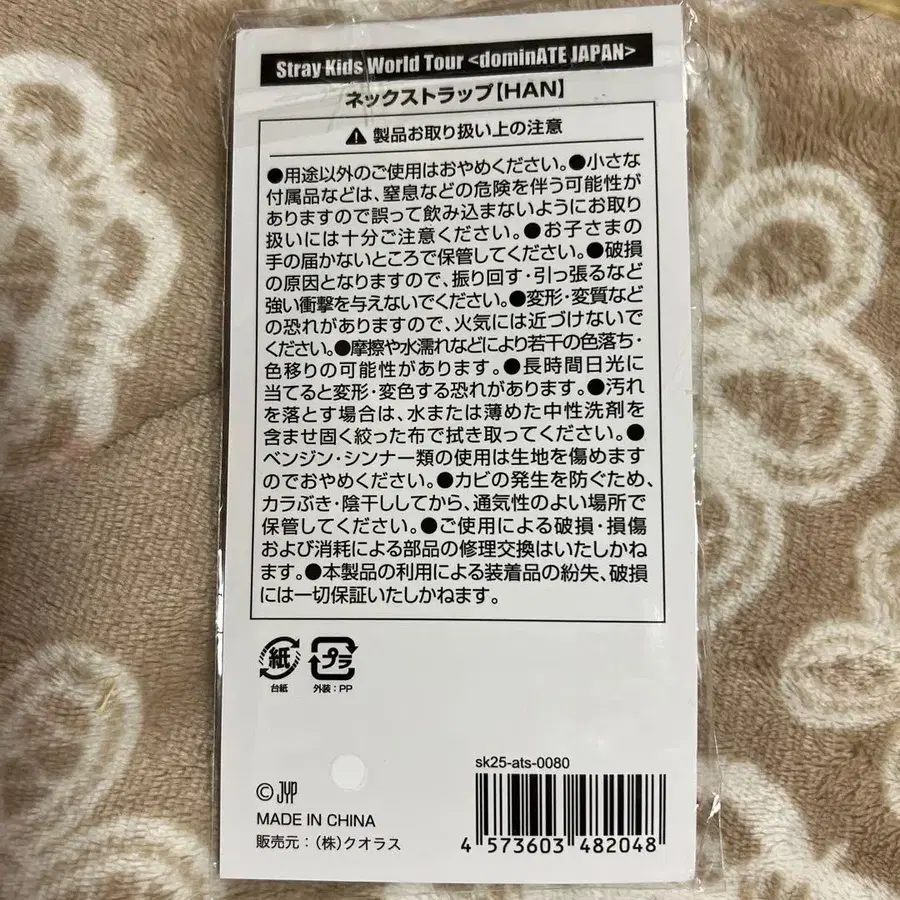 Stray Kids World Tour <dominATE JAPAN>
ネックストラップ【HAN】
⚠ 製品お取り扱い上の注意
●用途以外のご使用はおやめください。●小さな
付属品などは、窒息などの危険を伴う可能性が
ありますので誤って飲み込まないようにお取り
扱いには十分ご注意ください。●お子さまの
手の届かないところで保管してください。●破損
の原因となりますので、振り回す・引っ張るなど
強い衝撃を与えないでください。●変形・変質など
の恐れがありますので、火気には近づけないで
ください。●摩擦や水濡れなどにより若干の色落ち・
色移りの可能性があります。●長時間日光に
当てると変形・変色する恐れがあります。●汚れ
を落とす場合は、水または薄めた中性洗剤を
含ませ固く絞った布で拭き取ってください。●
ベンジン・シンナー類の使用は生地を傷めます
のでおやめください。●カビの発生を防ぐため、
カラぶき・陰干ししてから、通気性のよい場所で
保管してください。●ご使用による破損・損傷
および消耗による部品の修理交換はいたしかね
ます。●本製品の利用による装着品の紛失、破損
には一切保証いたしかねます。
紙 プラ
台紙 外装：PP
sk25-ats-0080
© JYP
MADE IN CHINA
販売元：（株）クオラス
4 573603 482048